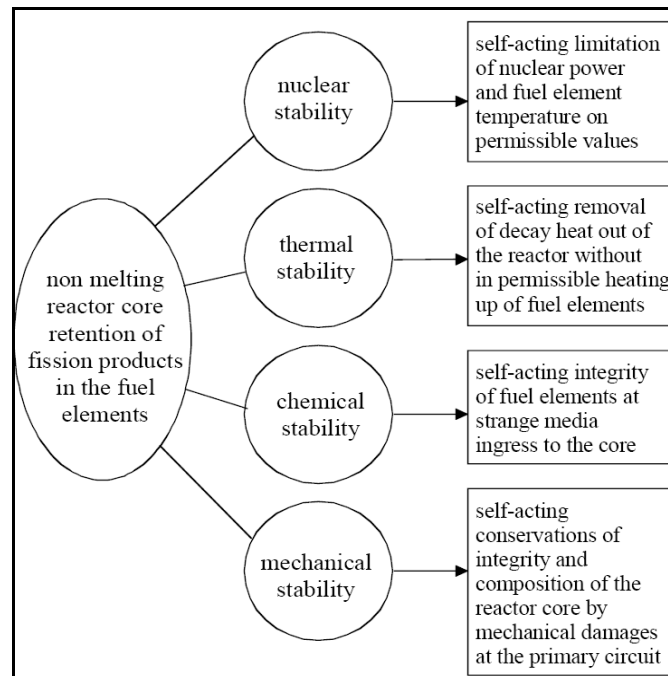 non melting
reactor core
retention of
fission products
in the fuel
elements
nuclear
stability
self-acting limitation
of nuclear power
and fuel element
temperature on
permissible values
thermal
stability
self-acting removal
of decay heat out of
the reactor without
in permissible heating
up of fuel elements
chemical
stability
self-acting integrity
of fuel elements at
strange media
ingress to the core
mechanical
stability
self-acting
conservations of
integrity and
composition of the
reactor core by
mechanical damages
at the primary circuit